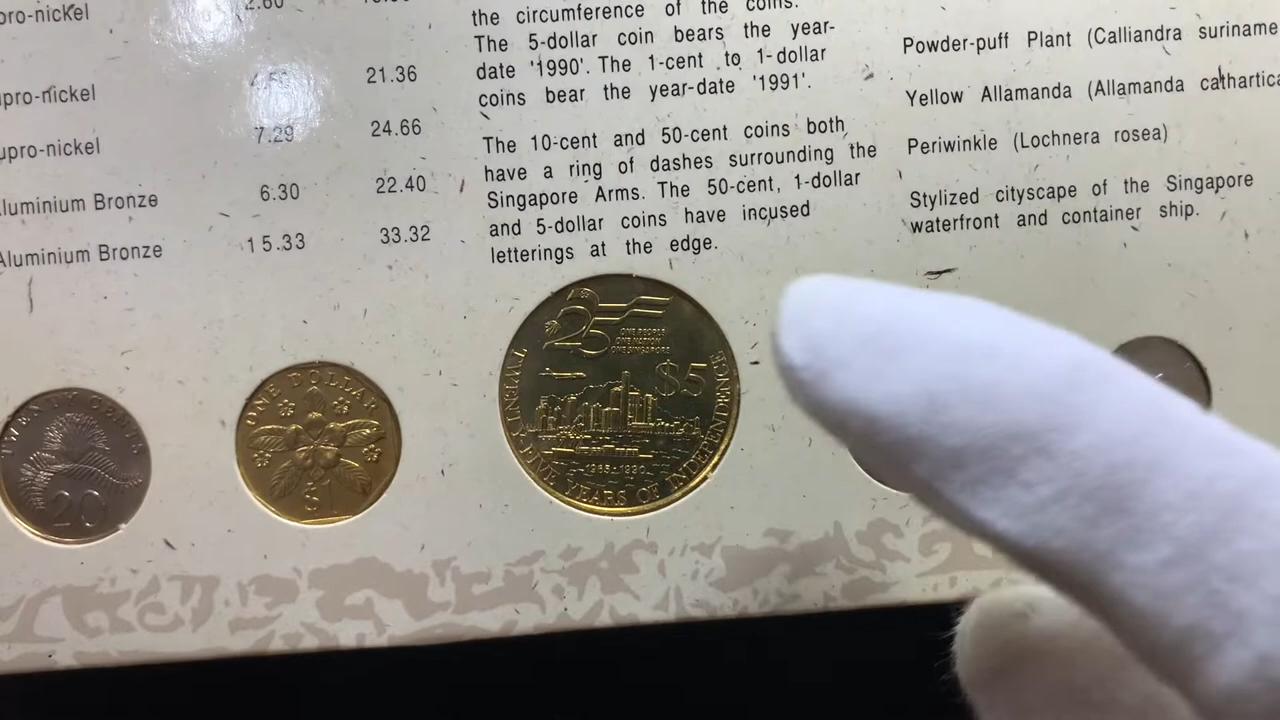 2.60
pro-nickel
upro-nickel
21.36
upro-nickel
7.29
24.66
luminium Bronze
6.30
22.40
Aluminium Bronze
15.33
33.32
the circumference of the coins.
The 5-dollar coin bears the year-
date '1990'. The 1-cent to 1-dollar
coins bear the year-date '1991'.
The 10-cent and 50-cent coins both
have a ring of dashes surrounding the
Singapore Arms. The 50-cent, 1-dollar
and 5-dollar coins have incused
letterings at the edge.
Powder-puff Plant (Calliandra suriname
Yellow Allamanda (Allamanda cathartica
Periwinkle (Lochnera rosea)
Stylized cityscape of the Singapore
waterfront and container ship.
TWENTY CENTS
20
ONE DOLLAR
$1
25
ONE PEOPLE
ONE NATION
ONE SINGAPORE
$5
1965-1990
TWENTY-FIVE YEARS OF INDEPENDENCE